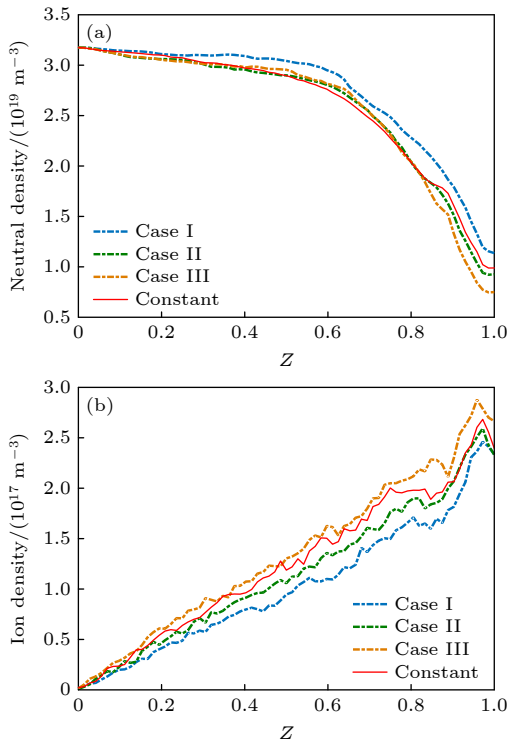 3.5
(a)
3.0
2.5
2.0
1.5
1.0
0.5
Neutral density/(10¹⁹ m⁻³)
Case I
Case II
Case III
Constant
0 0.2 0.4 0.6 0.8 1.0
Z
3.0
(b)
2.5
2.0
1.5
1.0
0.5
0
Ion density/(10¹⁷ m⁻³)
Case I
Case II
Case III
Constant
0 0.2 0.4 0.6 0.8 1.0
Z